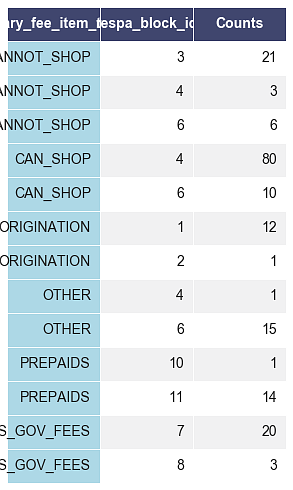 ary_fee_item_t espa_block_id Counts
ANNOT_SHOP 3 21
ANNOT_SHOP 4 3
ANNOT_SHOP 6 6
CAN_SHOP 4 80
CAN_SHOP 6 10
ORIGINATION 1 12
ORIGINATION 2 1
OTHER 4 1
OTHER 6 15
PREPAIDS 10 1
PREPAIDS 11 14
S_GOV_FEES 7 20
S_GOV_FEES 8 3